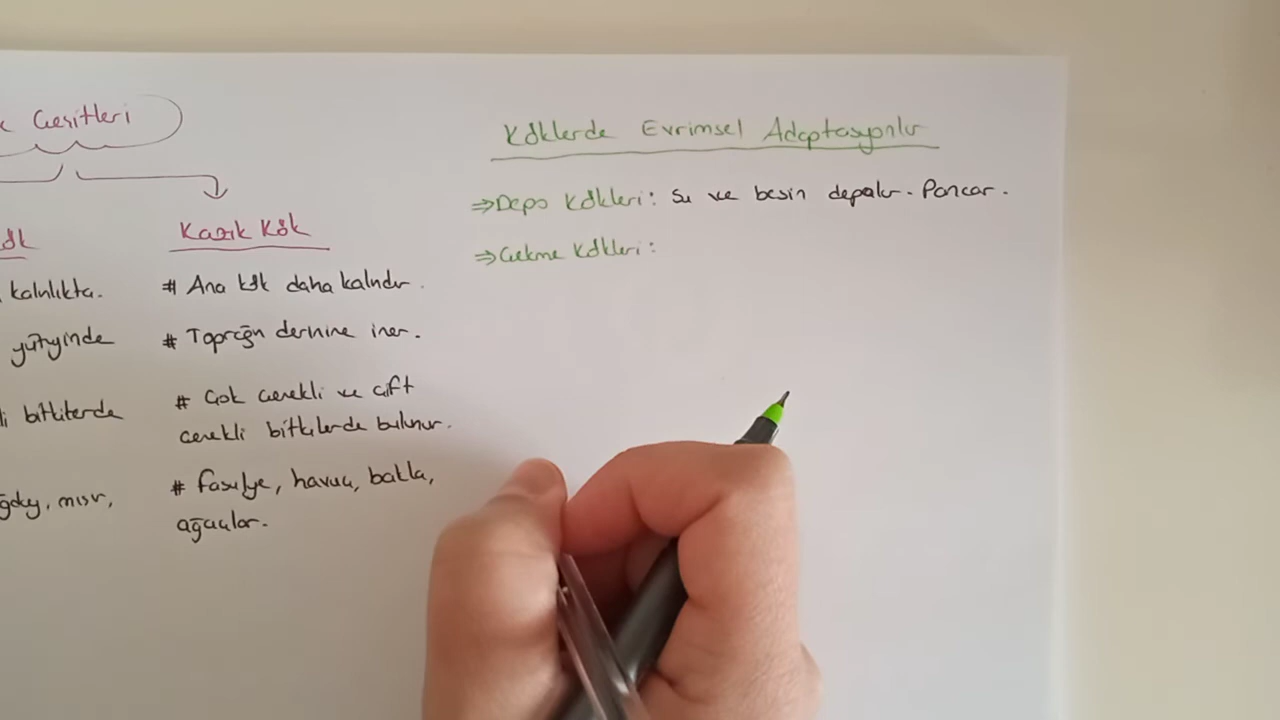 Çeşitleri
Kazık Kök
kalınlıkta.
# Ana kök daha kalındır.
yüzeyinde
# Toprağın derinine iner.
bitkilerde
# Çok çenekli ve çift
çenekli bitkilerde bulunur.
mısır,
# Fasulye, havuç, bakla,
ağaçlar.
Köklerde Evrimsel Adaptasyonlar
⇒Depo Kökleri: Su ve besin depalır. Pancar.
⇒Çekme Kökleri: